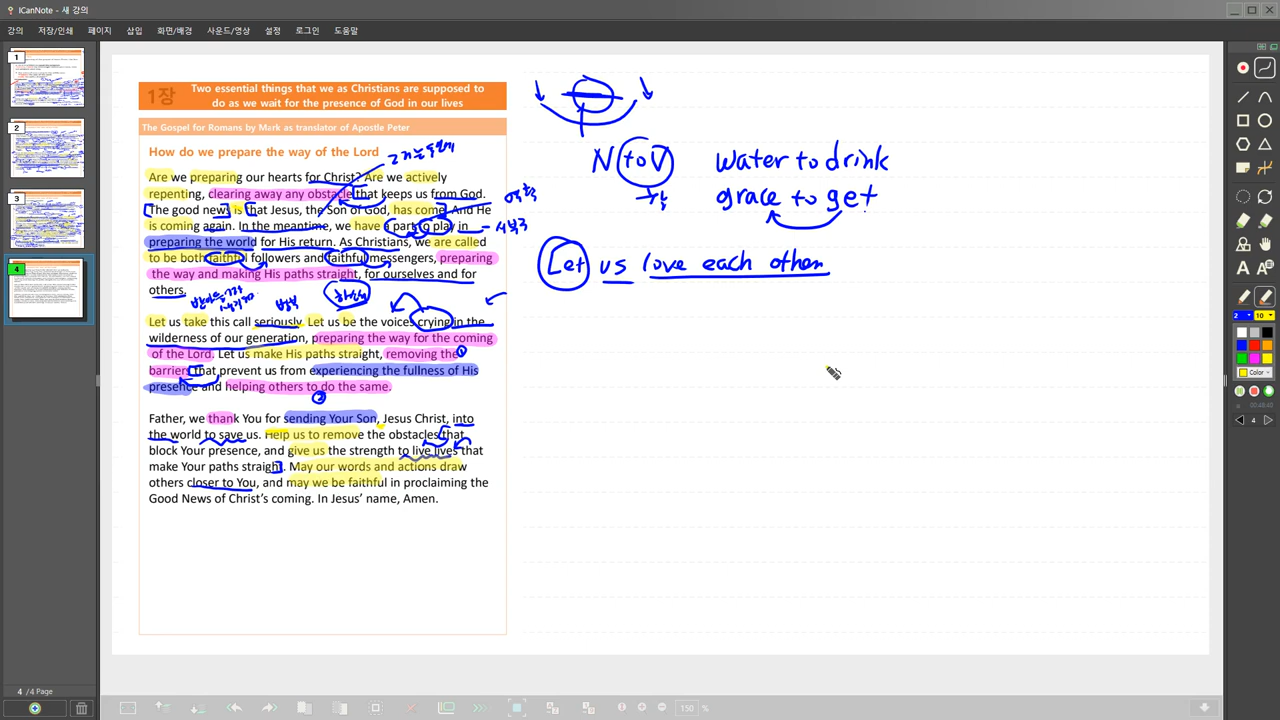 ICanNote - 새 강의
강의 저장/인쇄 페이지 삽입 화면/배경 사운드/영상 설정 로그인 도움말
1
2
3
4
1장
Two essential things that we as Christians are supposed to
do as we wait for the presence of God in our lives
The Gospel for Romans by Mark as translator of Apostle Peter
How do we prepare the way of the Lord
Are we preparing our hearts for Christ? Are we actively
repenting, clearing away any obstacle that keeps us from God.
The good news is that Jesus, the Son of God, has come. And He
is coming again. In the meantime, we have a part to play in
preparing the world for His return. As Christians, we are called
to be both faithful followers and faithful messengers, preparing
the way and making His paths straight, for ourselves and for
others.
Let us take this call seriously. Let us be the voices crying in the
wilderness of our generation, preparing the way for the coming
of the Lord. Let us make His paths straight, removing the
barriers that prevent us from experiencing the fullness of His
presence and helping others to do the same.
①
②
Father, we thank You for sending Your Son, Jesus Christ, into
the world to save us. Help us to remove the obstacles that
block Your presence, and give us the strength to live lives that
make Your paths straight. May our words and actions draw
others closer to You, and may we be faithful in proclaiming the
Good News of Christ's coming. In Jesus' name, Amen.
N to V water to drink
grace to get
Let us love each other
2 10
Color
00:48:40
4
4 /4 Page
150 %